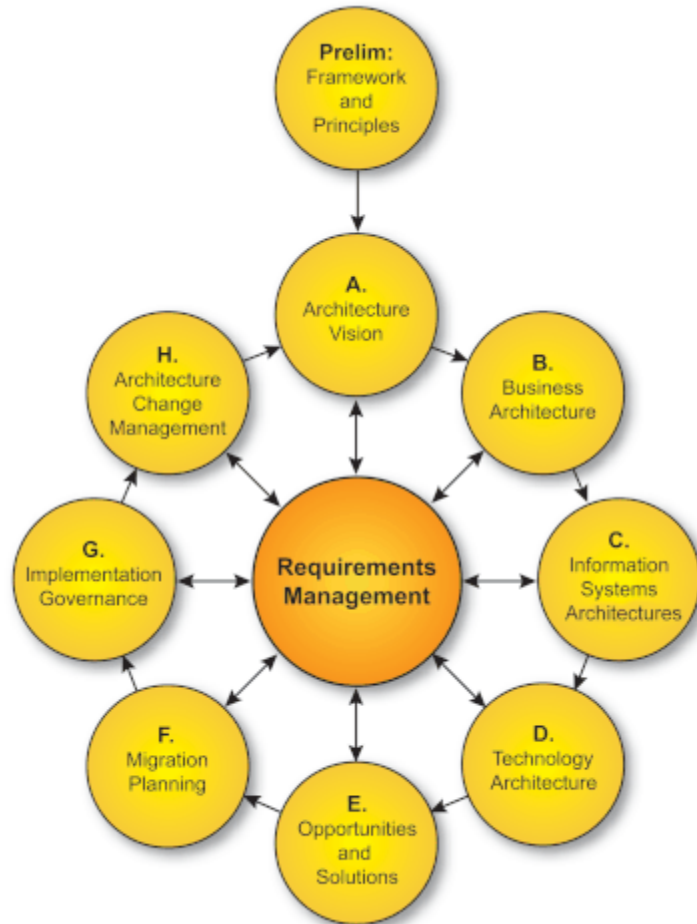 Prelim:
Framework
and
Principles
A.
Architecture
Vision
H.
Architecture
Change
Management
B.
Business
Architecture
G.
Implementation
Governance
Requirements
Management
C.
Information
Systems
Architectures
F.
Migration
Planning
D.
Technology
Architecture
E.
Opportunities
and
Solutions